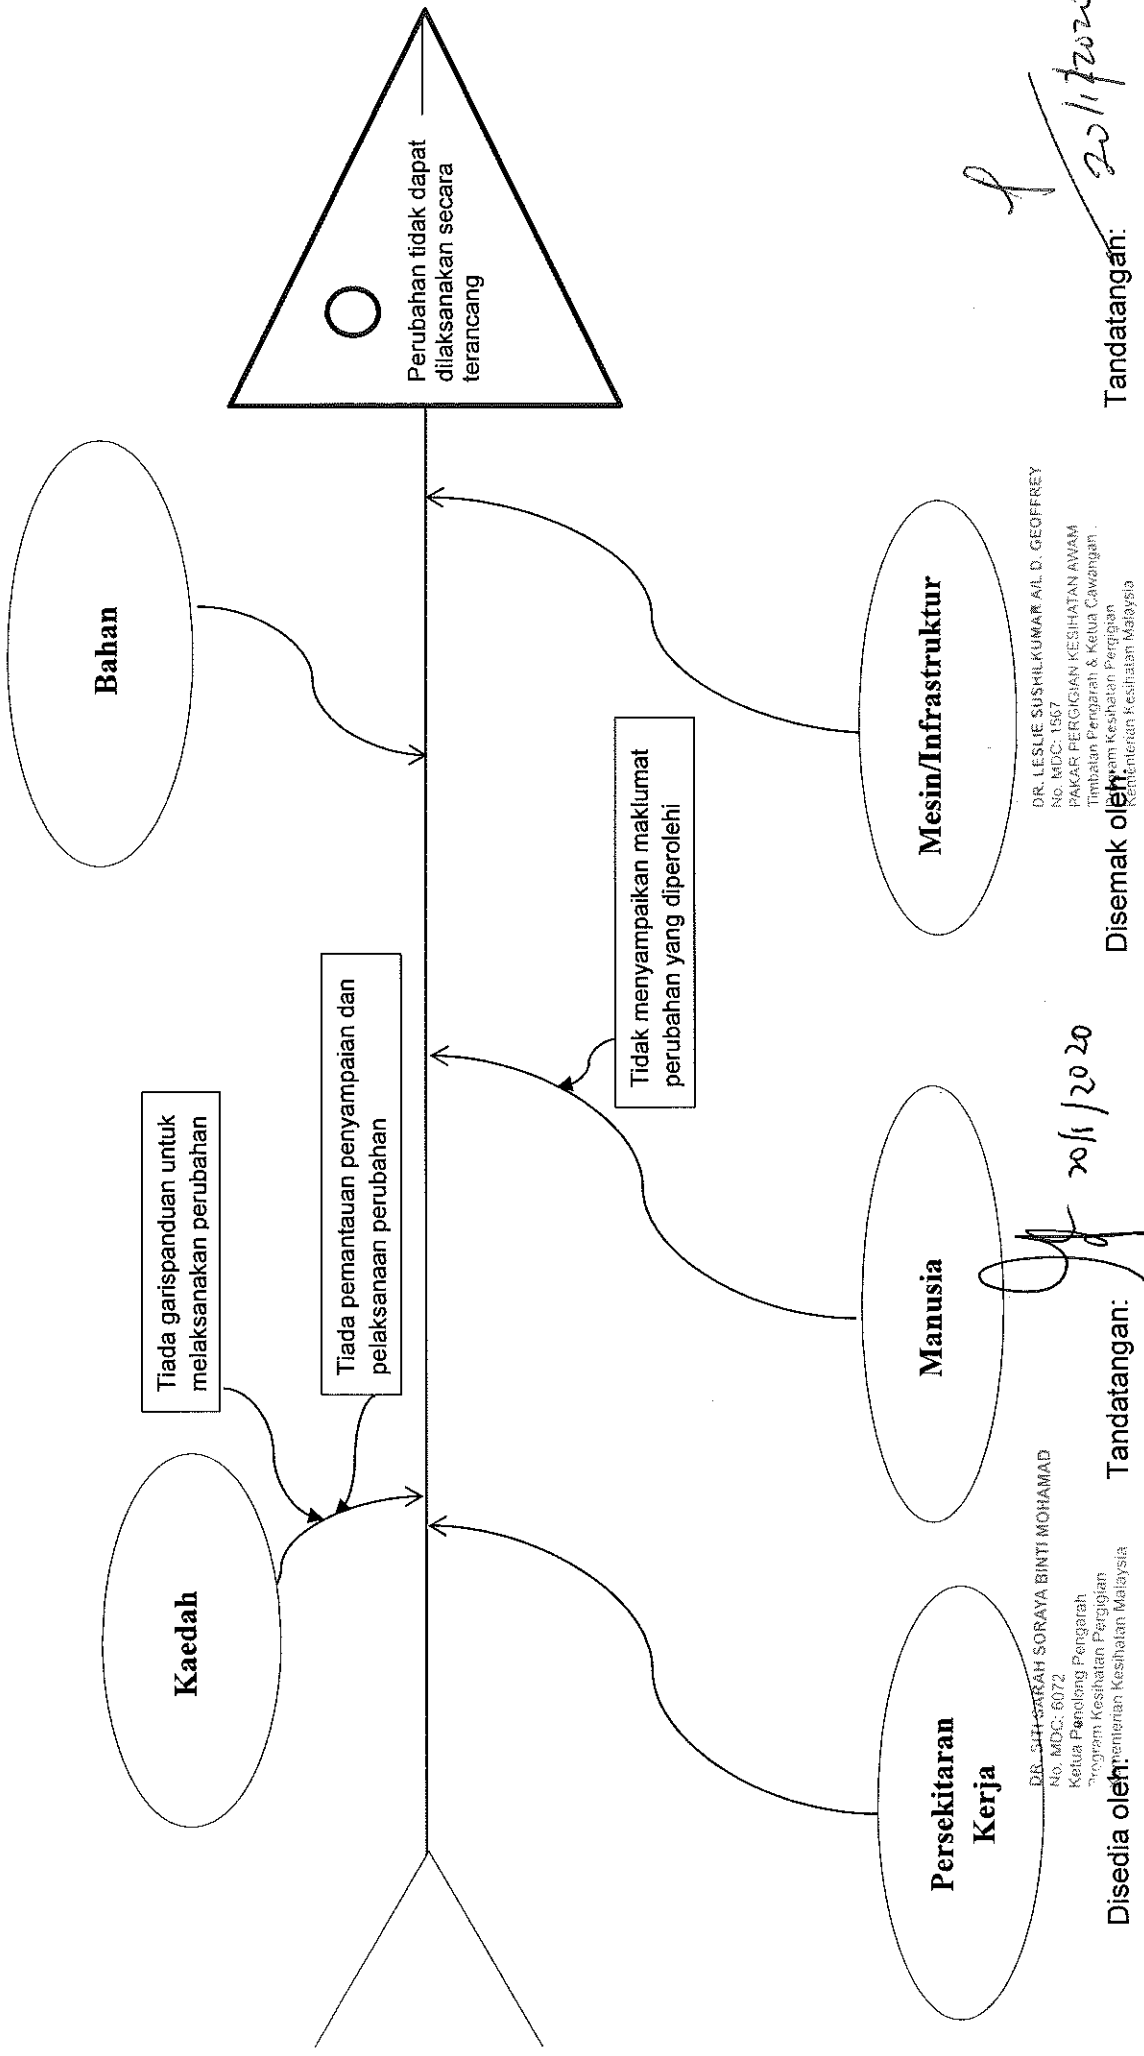 Kaedah
Bahan
Tiada garispanduan untuk
melaksanakan perubahan
Tiada pemantauan penyampaian dan
pelaksanaan perubahan
Perubahan tidak dapat
dilaksanakan secara
terancang
Tidak menyampaikan maklumat
perubahan yang diperolehi
Persekitaran
Kerja
Manusia
Mesin/Infrastruktur
DR. SITI SARAH SORAYA BINTI MOHAMAD
No. MDC: 6072
Ketua Penolong Pengarah
Program Kesihatan Pergigian
Kementerian Kesihatan Malaysia
Disedia oleh:
Tandatangan:
20/1/2020
DR. LESLIE SUSHILKUMAR A/L D. GEOFFREY
No. MDC: 1567
PAKAR PERGIGIAN KESIHATAN AWAM
Timbalan Pengarah & Ketua Cawangan
Program Kesihatan Pergigian
Kementerian Kesihatan Malaysia
Disemak oleh:
Tandatangan: